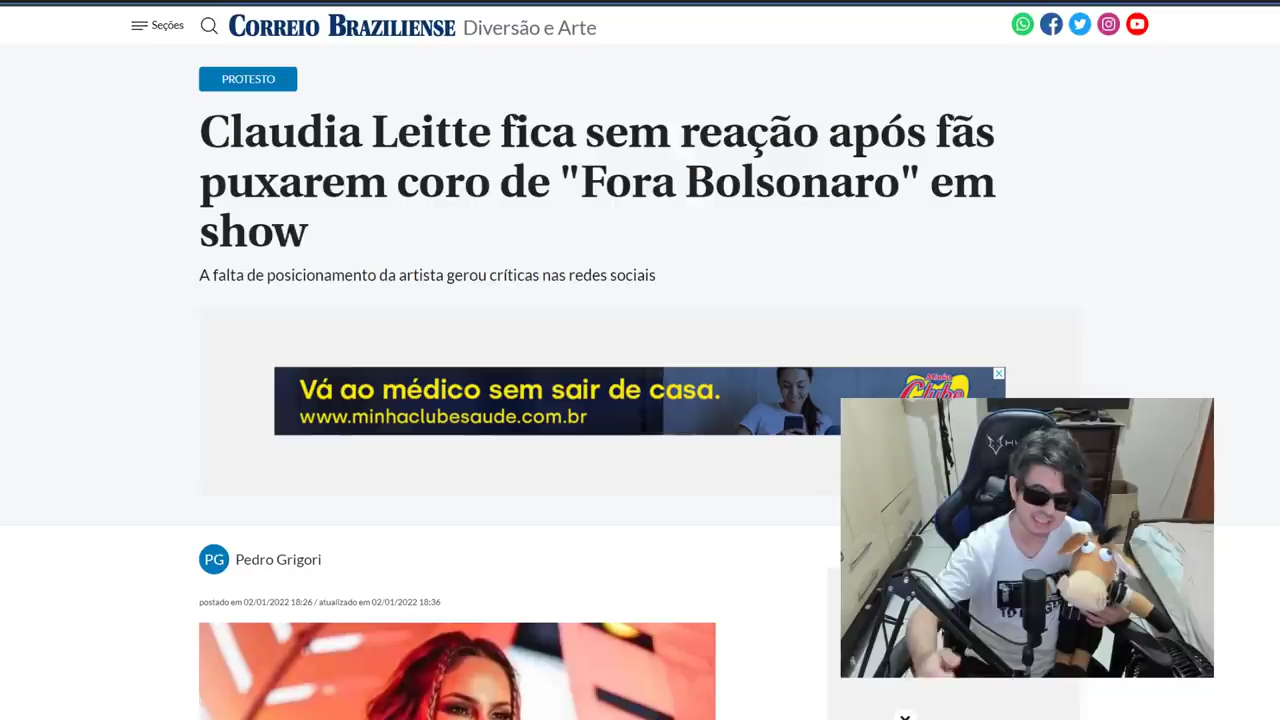 Seções
CORREIO BRAZILIENSE Diversão e Arte
PROTESTO
Claudia Leitte fica sem reação após fãs
puxarem coro de "Fora Bolsonaro" em
show
A falta de posicionamento da artista gerou críticas nas redes sociais
Vá ao médico sem sair de casa.
www.minhaclubesaude.com.br
Minha
Clube
PG Pedro Grigori
postado em 02/01/2022 18:26 / atualizado em 02/01/2022 18:36